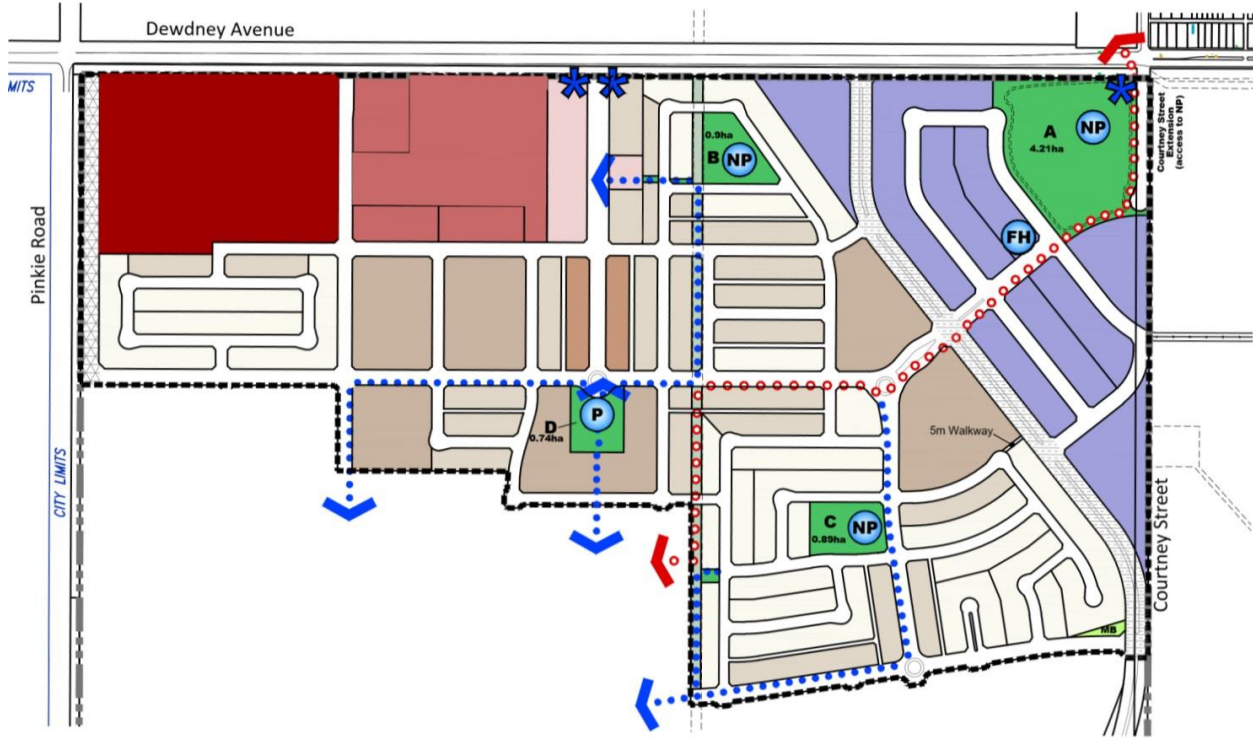 Dewdney Avenue
MITS
A
4.21ha
NP
Courtney Street
Extension
(access to NP)
0.9ha
B
NP
FH
Pinkie Road
P
D
0.74ha
5m Walkway
CITY LIMITS
C
0.89ha
NP
Courtney Street
MB